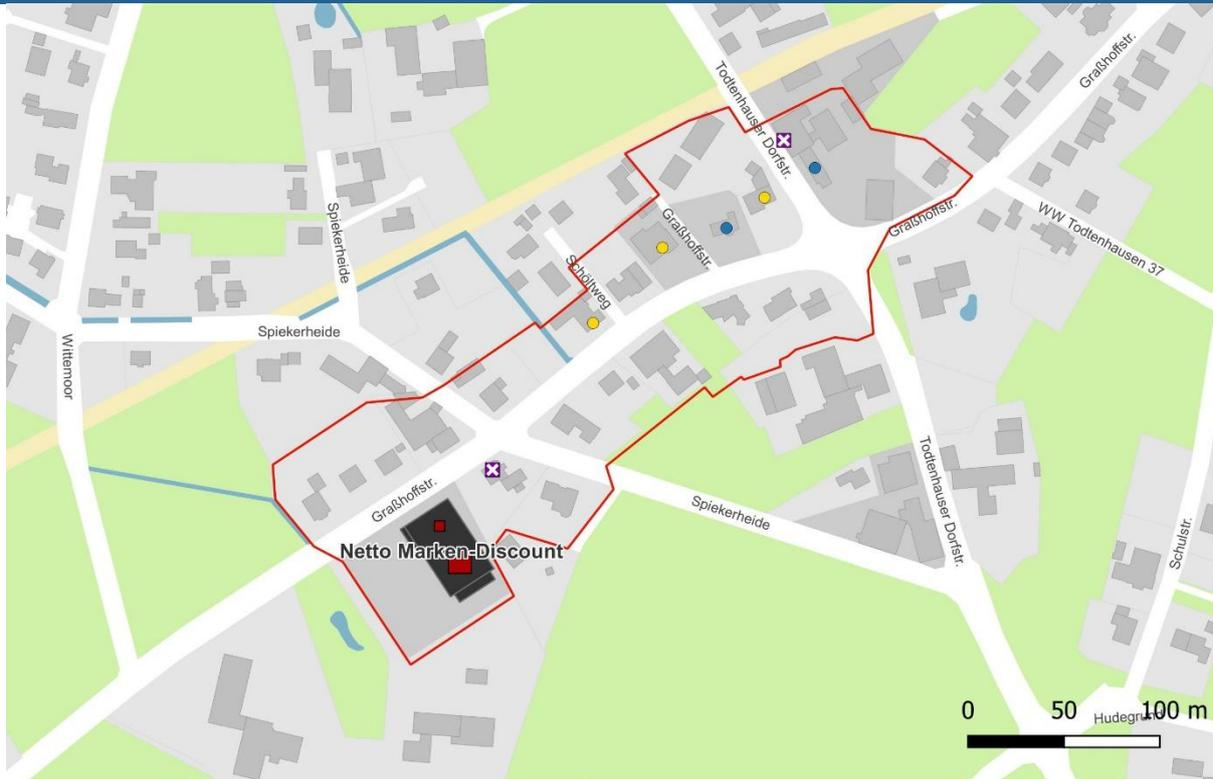 Todtenhauser Dorfstr.
Graßhoffstr.
Graßhoffstr.
WW Todtenhausen 37
Graßhoffstr.
Schöltweg
Spiekerheide
Spiekerheide
Wittemoor
Graßhoffstr.
Netto Marken-Discount
Spiekerheide
Todtenhauser Dorfstr.
Schulstr.
0 50 100 m